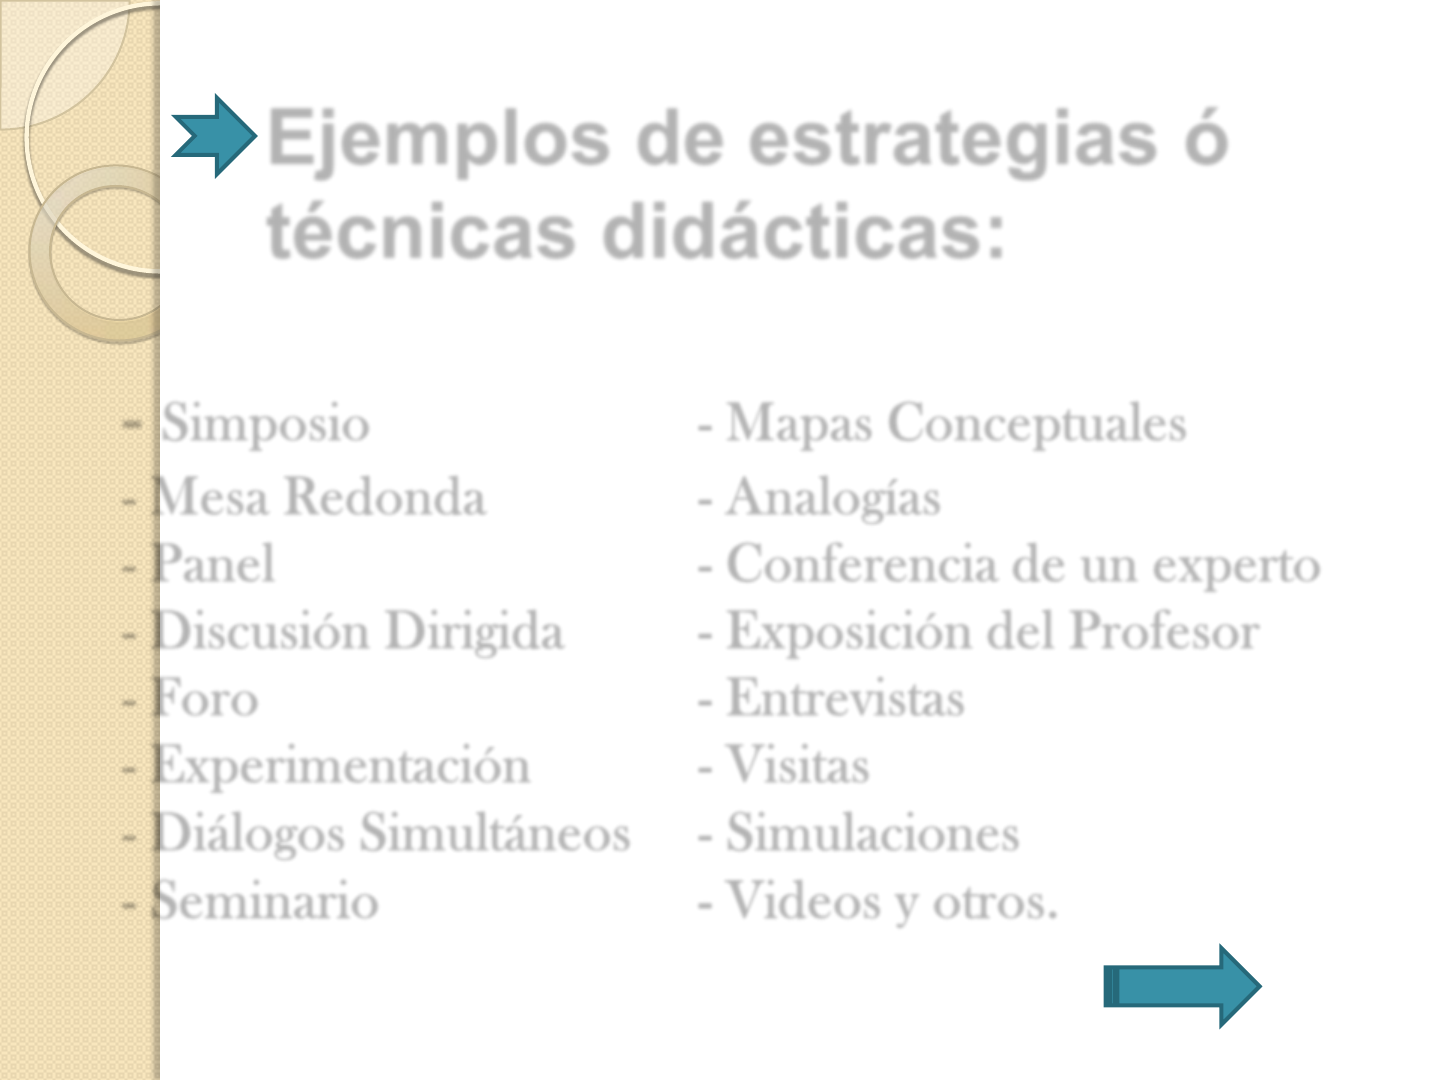 Ejemplos de estrategias ó
técnicas didácticas:
- Simposio
- Mesa Redonda
- Panel
- Discusión Dirigida
- Foro
- Experimentación
- Diálogos Simultáneos
- Seminario
- Mapas Conceptuales
- Analogías
- Conferencia de un experto
- Exposición del Profesor
- Entrevistas
- Visitas
- Simulaciones
- Videos y otros.